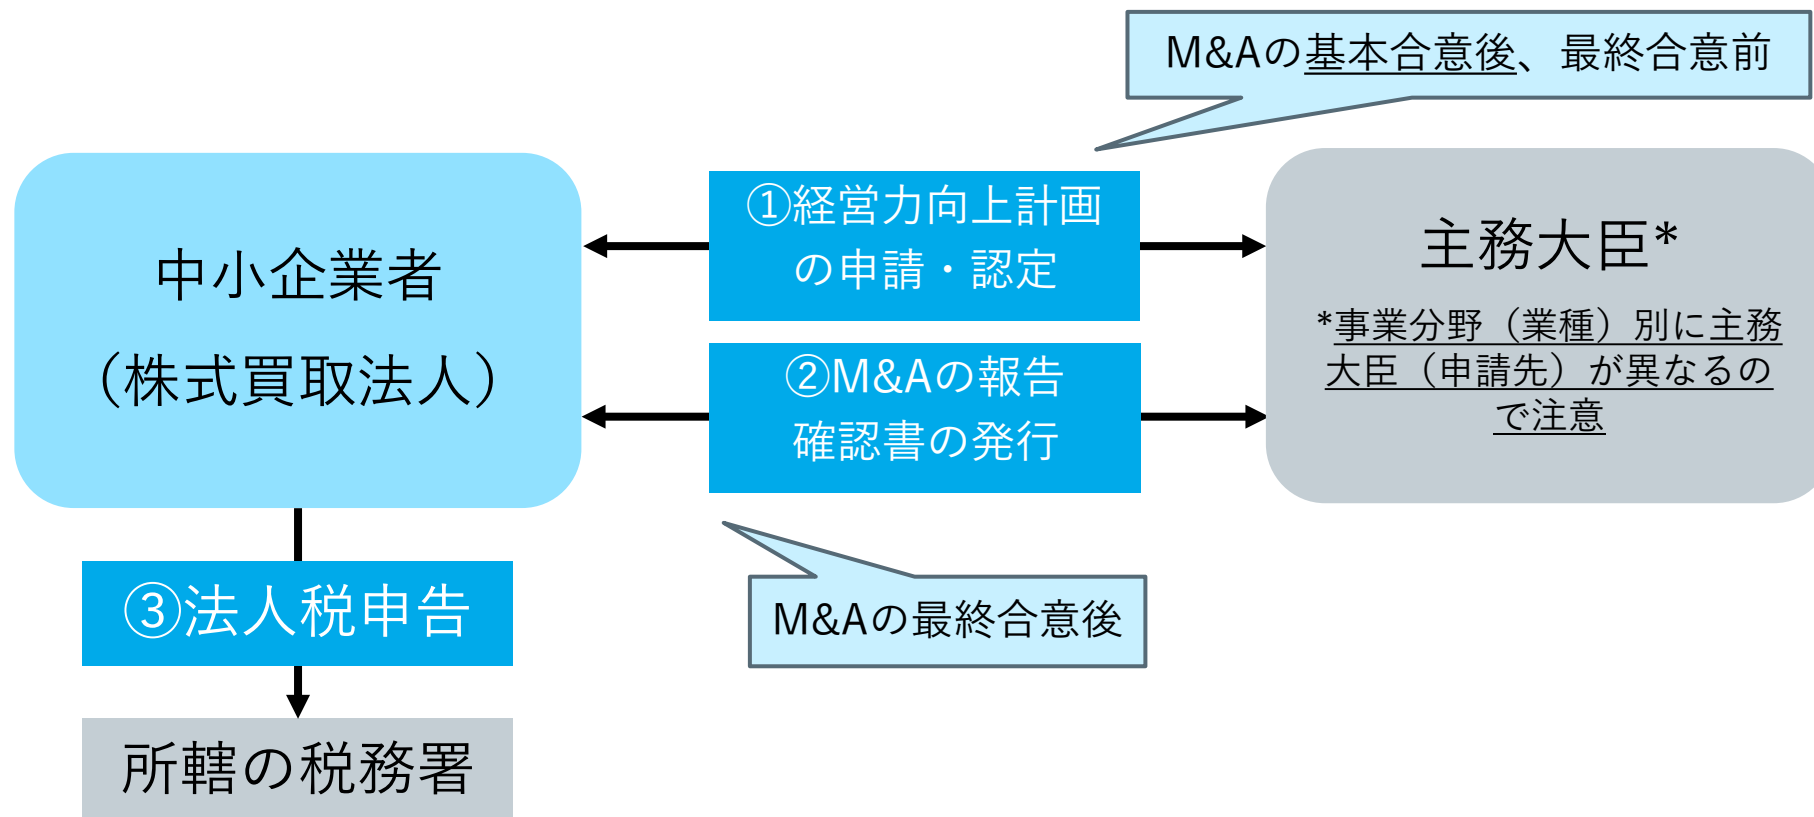 M&Aの基本合意後、最終合意前
中小企業者
（株式買取法人）
①経営力向上計画
の申請・認定
主務大臣*
*事業分野（業種）別に主務
大臣（申請先）が異なるの
で注意
②M&Aの報告
確認書の発行
M&Aの最終合意後
③法人税申告
所轄の税務署